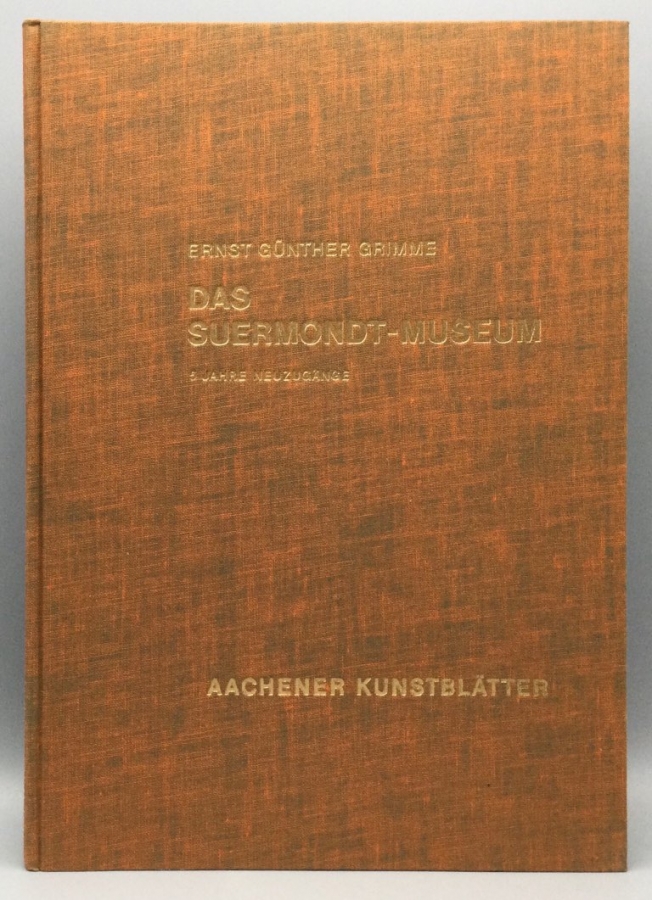 ERNST GÜNTHER GRIMME
DAS
SUERMONDT-MUSEUM
5 JAHRE NEUZUGÄNGE
AACHENER KUNSTBLÄTTER